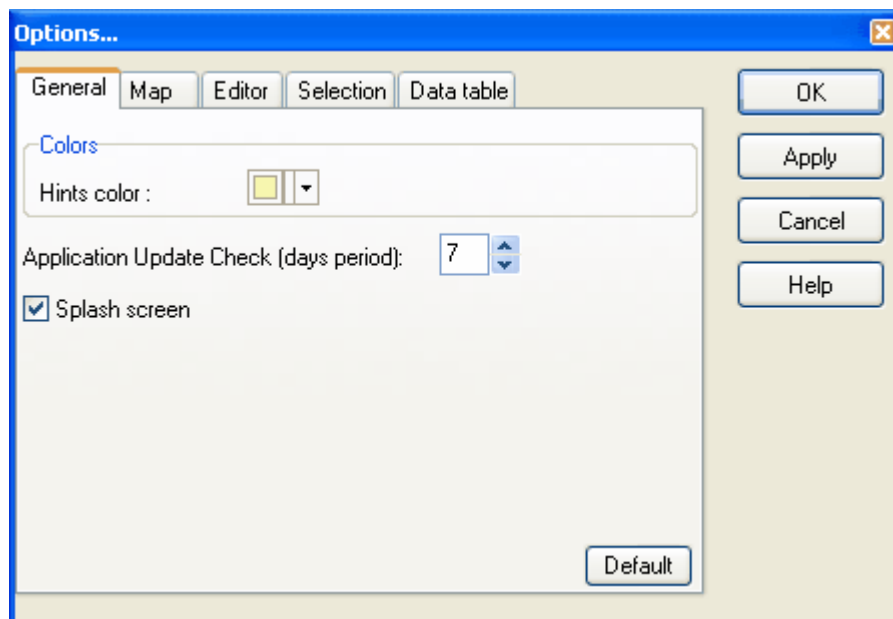 Options...
General Map Editor Selection Data table
Colors
Hints color :
Application Update Check (days period): 7
Splash screen
Default
OK
Apply
Cancel
Help